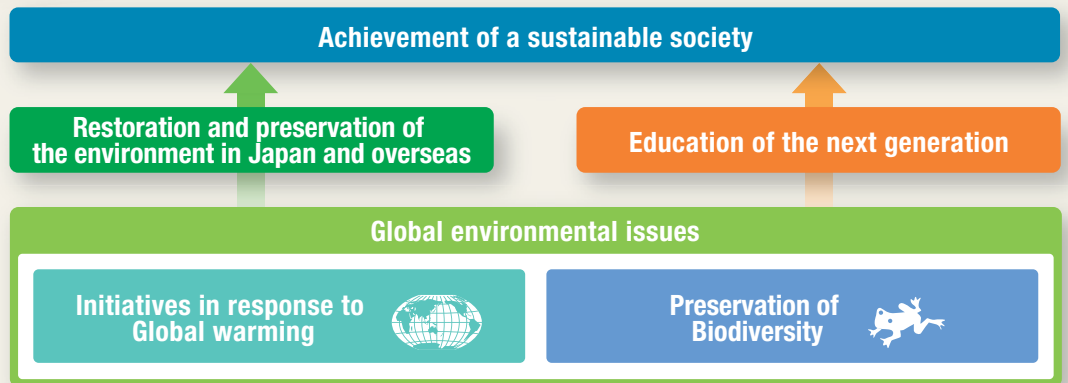 Achievement of a sustainable society
Restoration and preservation of
the environment in Japan and overseas
Education of the next generation
Global environmental issues
Initiatives in response to
Global warming
Preservation of
Biodiversity